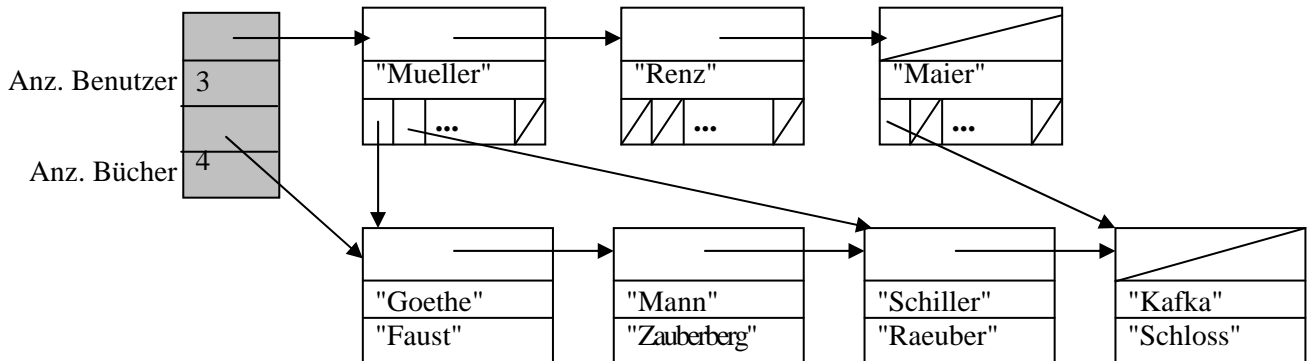 "Mueller" "Renz" "Maier"
Anz. Benutzer 3
... ... ...
Anz. Bücher 4
"Goethe" "Mann" "Schiller" "Kafka"
"Faust" "Zauberberg" "Raeuber" "Schloss"